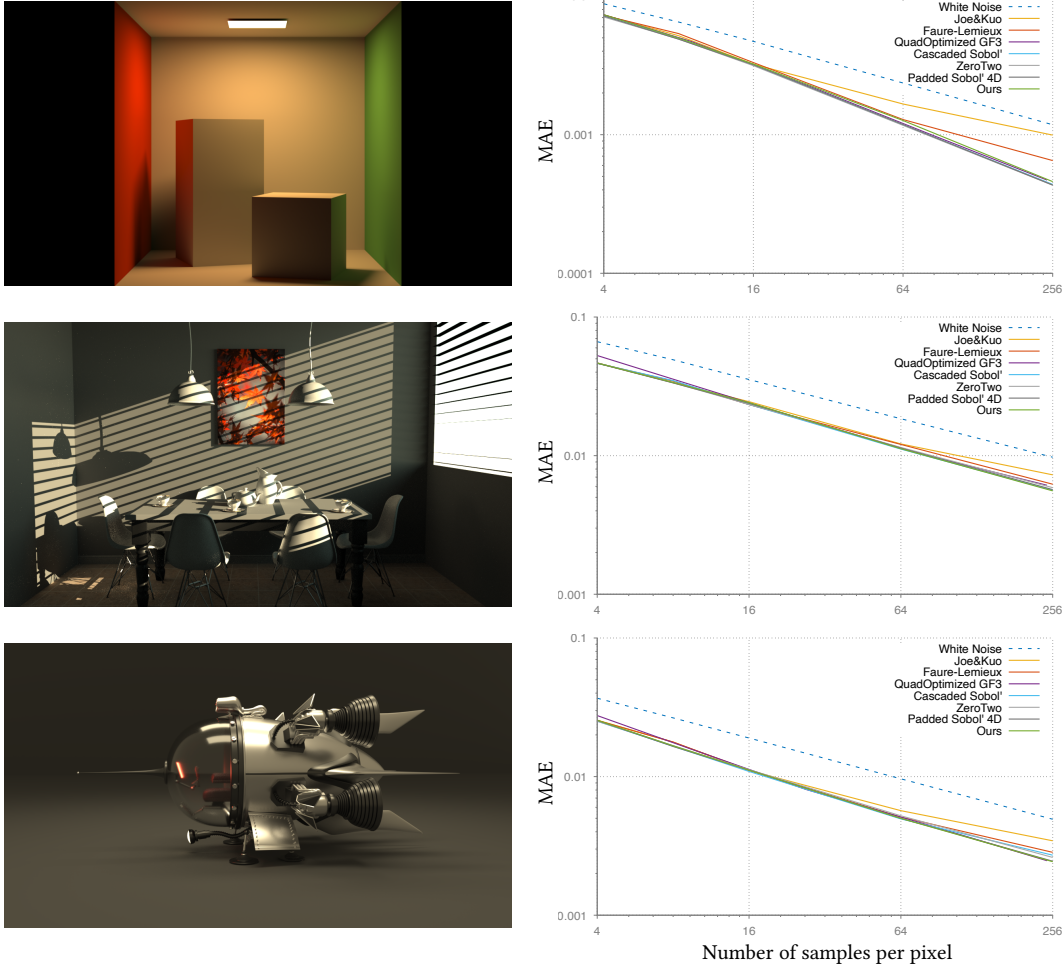 White Noise
Joe&Kuo
Faure-Lemieux
QuadOptimized GF3
Cascaded Sobol'
ZeroTwo
Padded Sobol' 4D
Ours
MAE
0.001
0.0001
4
16
64
256
0.1
White Noise
Joe&Kuo
Faure-Lemieux
QuadOptimized GF3
Cascaded Sobol'
ZeroTwo
Padded Sobol' 4D
Ours
MAE
0.01
0.001
4
16
64
256
0.1
White Noise
Joe&Kuo
Faure-Lemieux
QuadOptimized GF3
Cascaded Sobol'
ZeroTwo
Padded Sobol' 4D
Ours
MAE
0.01
0.001
4
16
64
256
Number of samples per pixel